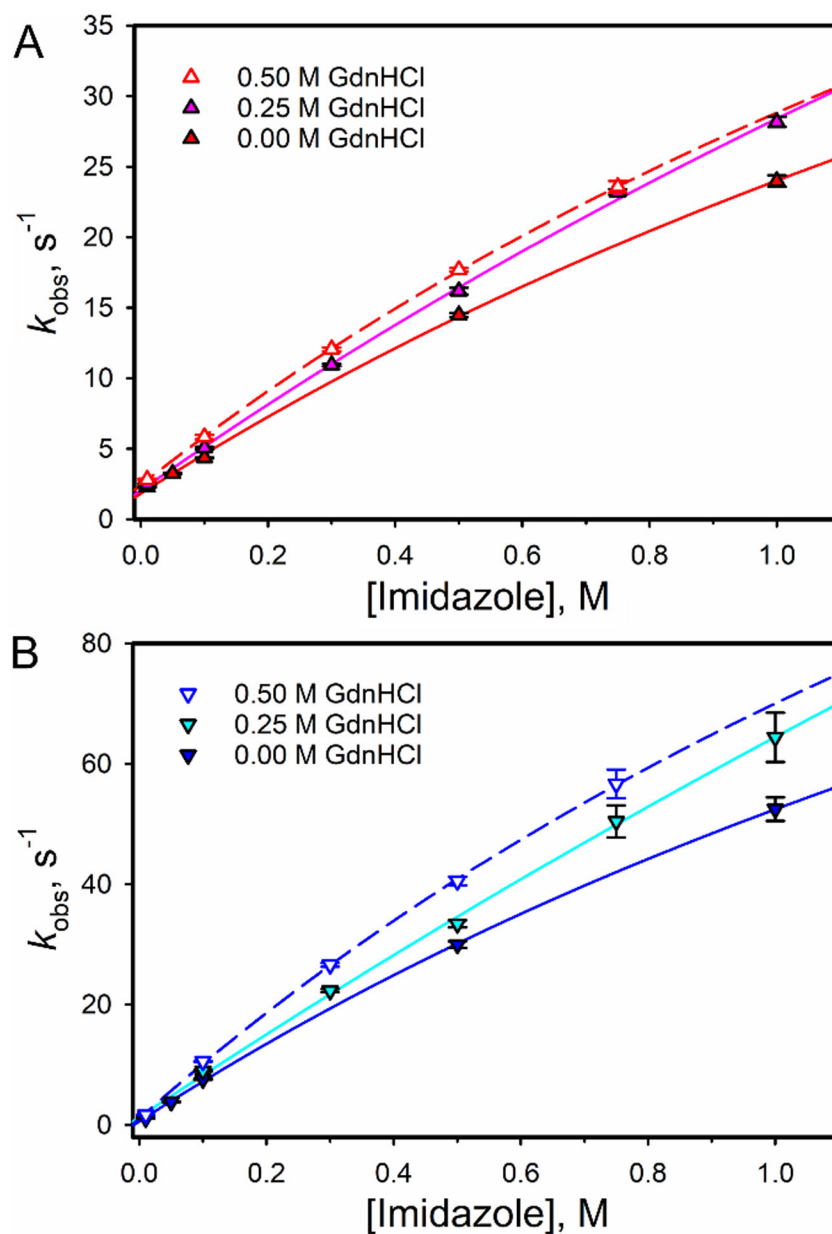 A
35
30
25
20
15
10
5
0
k_obs, s^-1
0.50 M GdnHCl
0.25 M GdnHCl
0.00 M GdnHCl
0.0 0.2 0.4 0.6 0.8 1.0
[Imidazole], M
B
80
60
40
20
0
k_obs, s^-1
0.50 M GdnHCl
0.25 M GdnHCl
0.00 M GdnHCl
0.0 0.2 0.4 0.6 0.8 1.0
[Imidazole], M